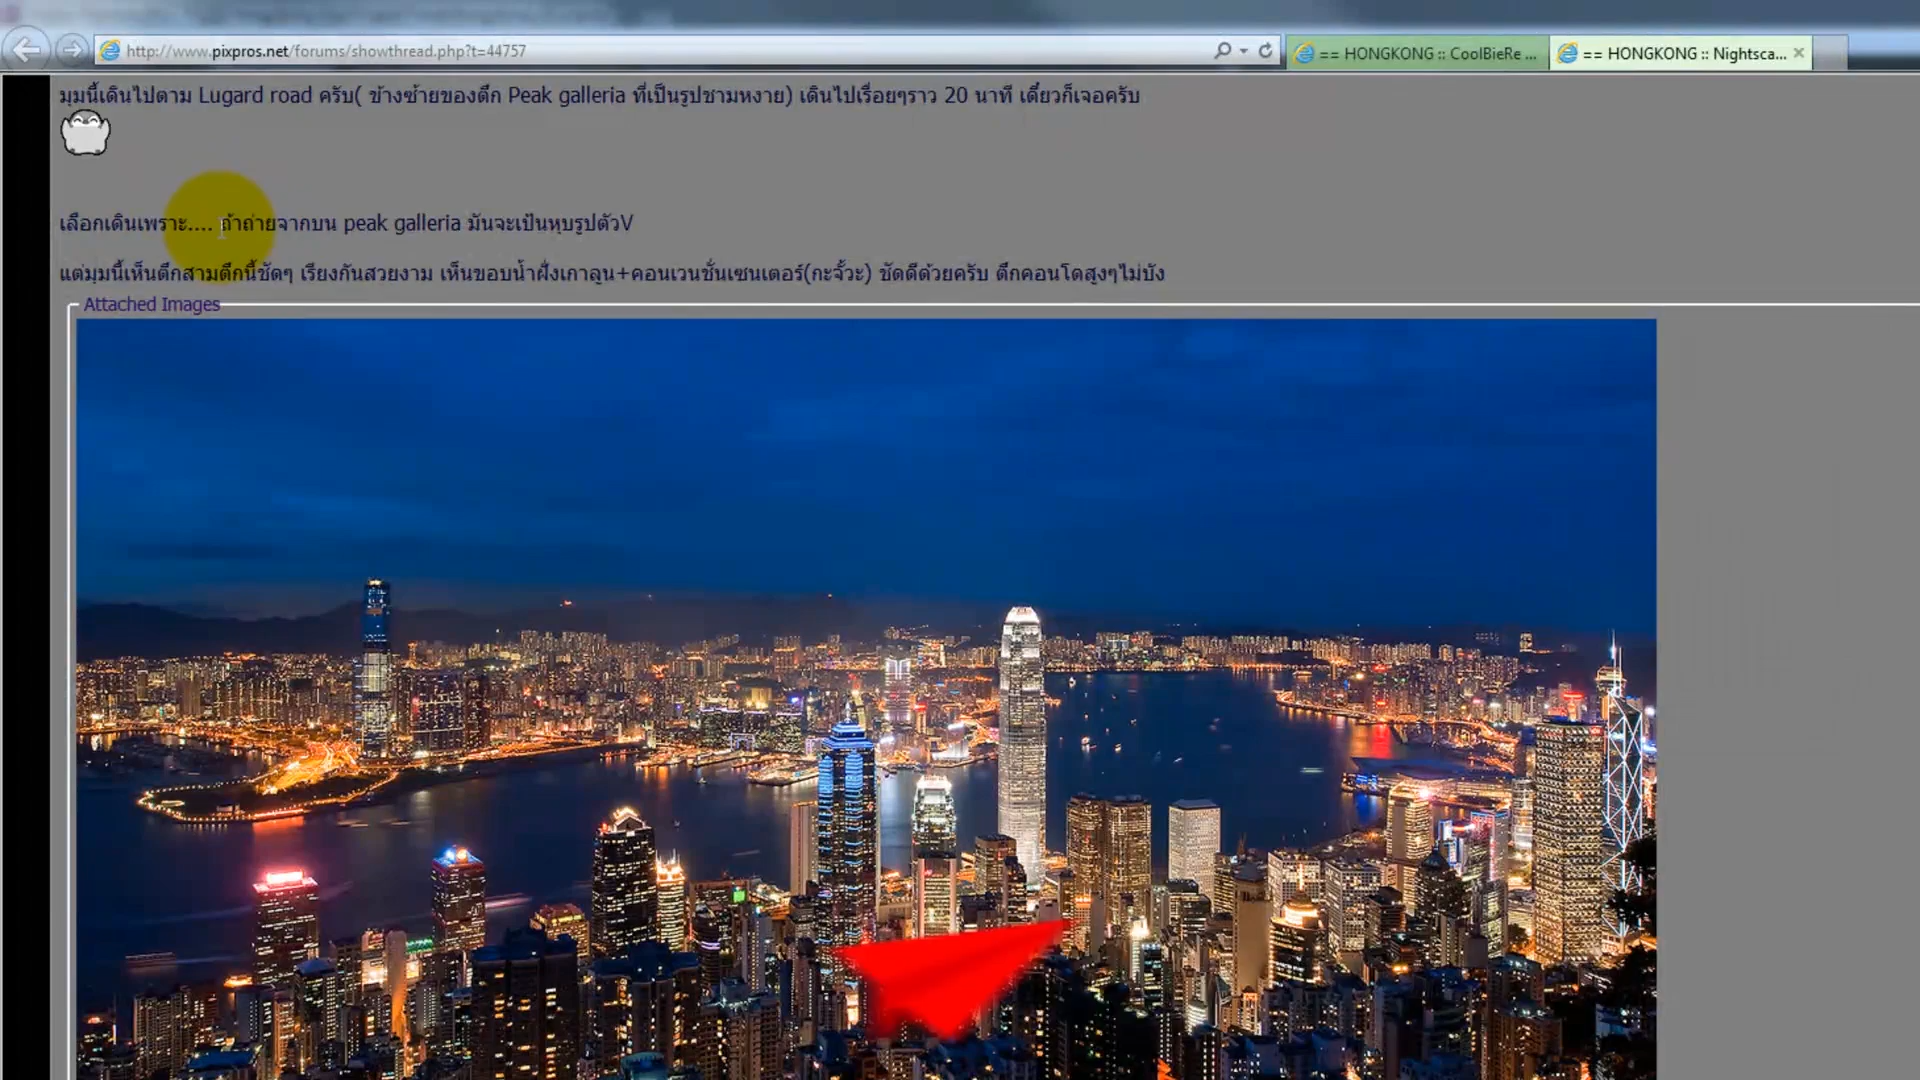 http://www.pixpros.net/forums/showthread.php?t=44757
== HONGKONG :: CoolBieRe ...
== HONGKONG :: Nightsca...
มุมนี้เดินไปตาม Lugard road ครับ( ข้างซ้ายของตึก Peak galleria ที่เป็นรูปชามหงาย) เดินไปเรื่อยๆราว 20 นาที เดี๋ยวก็เจอครับ
เลือกเดินเพราะ.... ถ้าถ่ายจากบน peak galleria มันจะเป็นหุบรูปตัวV
แต่มุมนี้เห็นตึกสามตึกนี้ชัดๆ เรียงกันสวยงาม เห็นขอบน้ำฝั่งเกาลูน+คอนเวนชั่นเซนเตอร์(กะจั้วะ) ชัดดีด้วยครับ ตึกคอนโดสูงๆไม่บัง
Attached Images